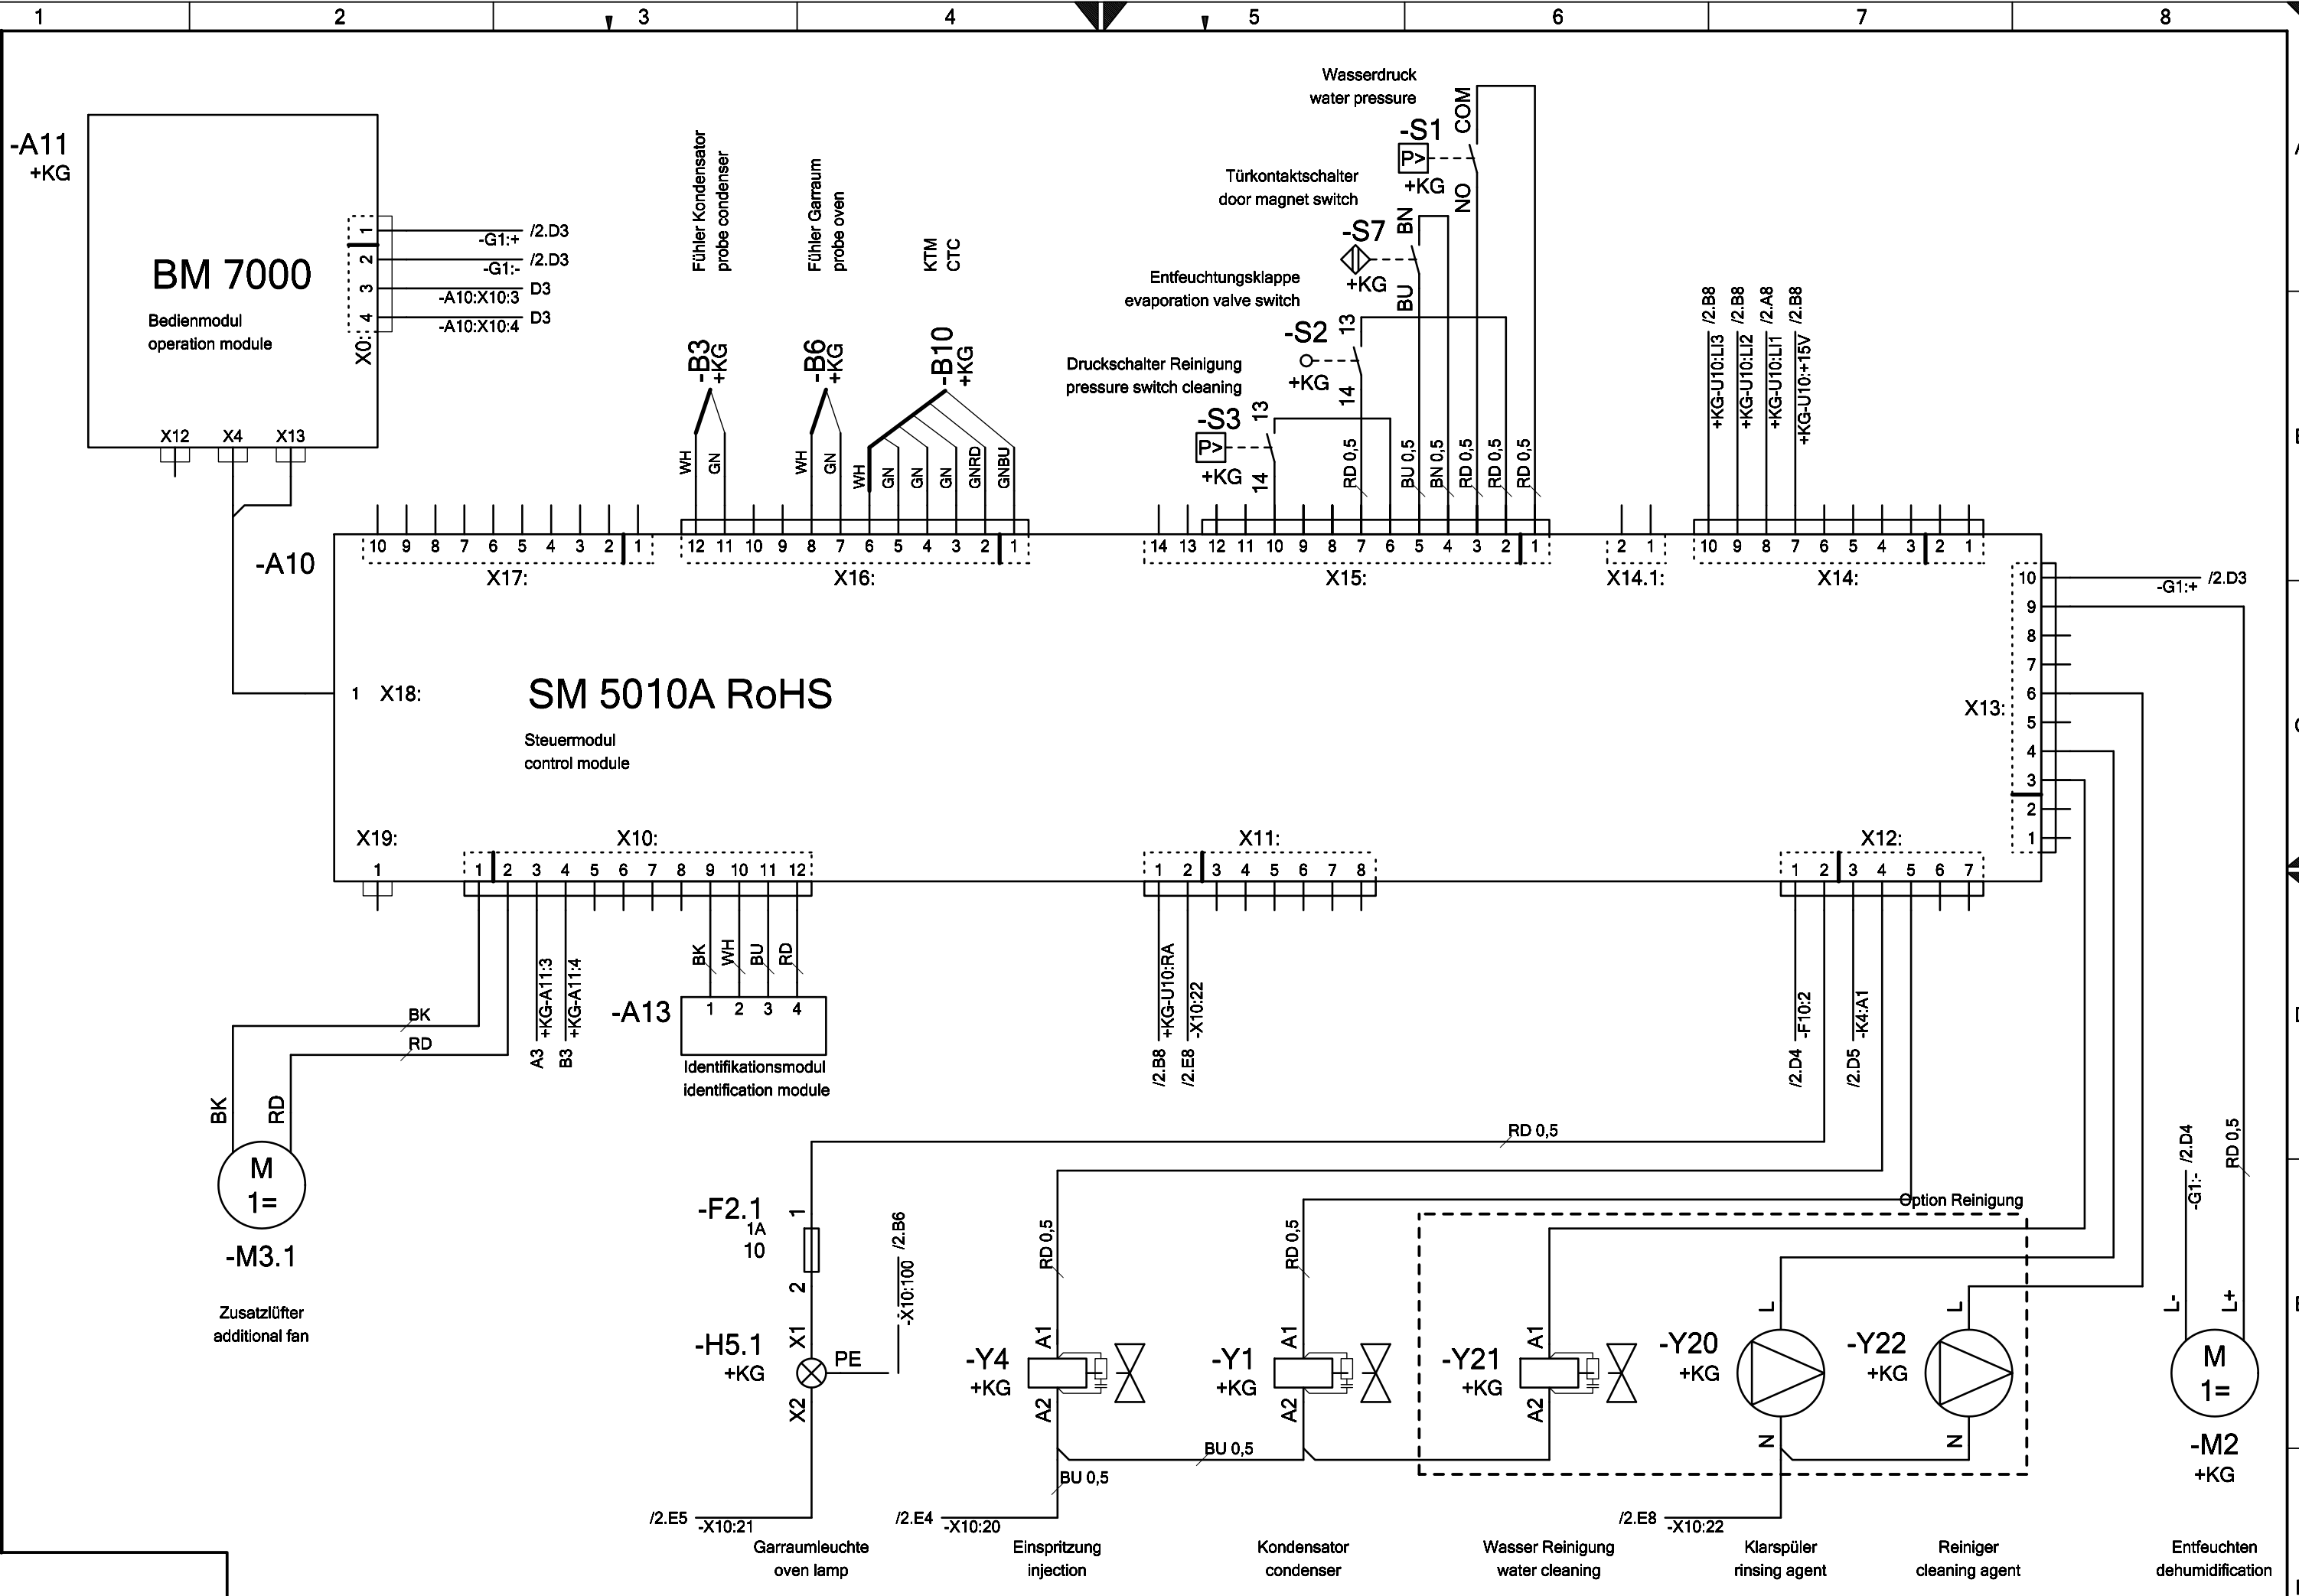 1 2 3 4 5 6 7 8
-A11
+KG
BM 7000
Bedienmodul
operation module
X0:
1
2
3
4
-G1:+ /2.D3
-G1:- /2.D3
-A10:X10:3 D3
-A10:X10:4 D3
X12 X4 X13
Fühler Kondensator
probe condenser
-B3
+KG
WH GN
Fühler Garraum
probe oven
-B6
+KG
WH GN
KTM
CTC
-B10
+KG
WH GN GN GN GNRD GNBU
Wasserdruck
water pressure
-S1
P>
+KG
COM
NO
Türkontaktschalter
door magnet switch
-S7
+KG
BN
BU
Entfeuchtungsklappe
evaporation valve switch
-S2
+KG
13
14
Druckschalter Reinigung
pressure switch cleaning
-S3
P>
+KG
13
14
RD 0,5 BU 0,5 BN 0,5 RD 0,5 RD 0,5 RD 0,5
+KG-U10:LI3 /2.B8
+KG-U10:LI2 /2.B8
+KG-U10:LI1 /2.A8
+KG-U10:+15V /2.B8
-A10
10 9 8 7 6 5 4 3 2 1
X17:
12 11 10 9 8 7 6 5 4 3 2 1
X16:
14 13 12 11 10 9 8 7 6 5 4 3 2 1
X15:
2 1
X14.1:
10 9 8 7 6 5 4 3 2 1
X14:
1 X18:
SM 5010A RoHS
Steuermodul
control module
X13:
10
9
8
7
6
5
4
3
2
1
-G1:+ /2.D3
X19:
1
X10:
1 2 3 4 5 6 7 8 9 10 11 12
X11:
1 2 3 4 5 6 7 8
X12:
1 2 3 4 5 6 7
BK
RD
BK RD
M
1=
-M3.1
Zusatzlüfter
additional fan
A3 +KG-A11:3
B3 +KG-A11:4
BK WH BU RD
-A13
1 2 3 4
Identifikationsmodul
identification module
/2.B8 +KG-U10:RA
/2.E8 -X10:22
/2.D4 -F10:2
/2.D5 -K4:A1
RD 0,5
-F2.1
1A
10
1
2
-H5.1
+KG
X1
X2
PE
-X10:100 /2.B6
/2.E5 -X10:21
Garraumleuchte
oven lamp
RD 0,5
-Y4
+KG
A1
A2
BU 0,5
/2.E4 -X10:20
Einspritzung
injection
RD 0,5
-Y1
+KG
A1
A2
BU 0,5
Kondensator
condenser
Option Reinigung
-Y21
+KG
A1
A2
Wasser Reinigung
water cleaning
-Y20
+KG
L
N
/2.E8 -X10:22
Klarspüler
rinsing agent
-Y22
+KG
L
N
Reiniger
cleaning agent
-G1:- /2.D4
RD 0,5
L- L+
M
1=
-M2
+KG
Entfeuchten
dehumidification